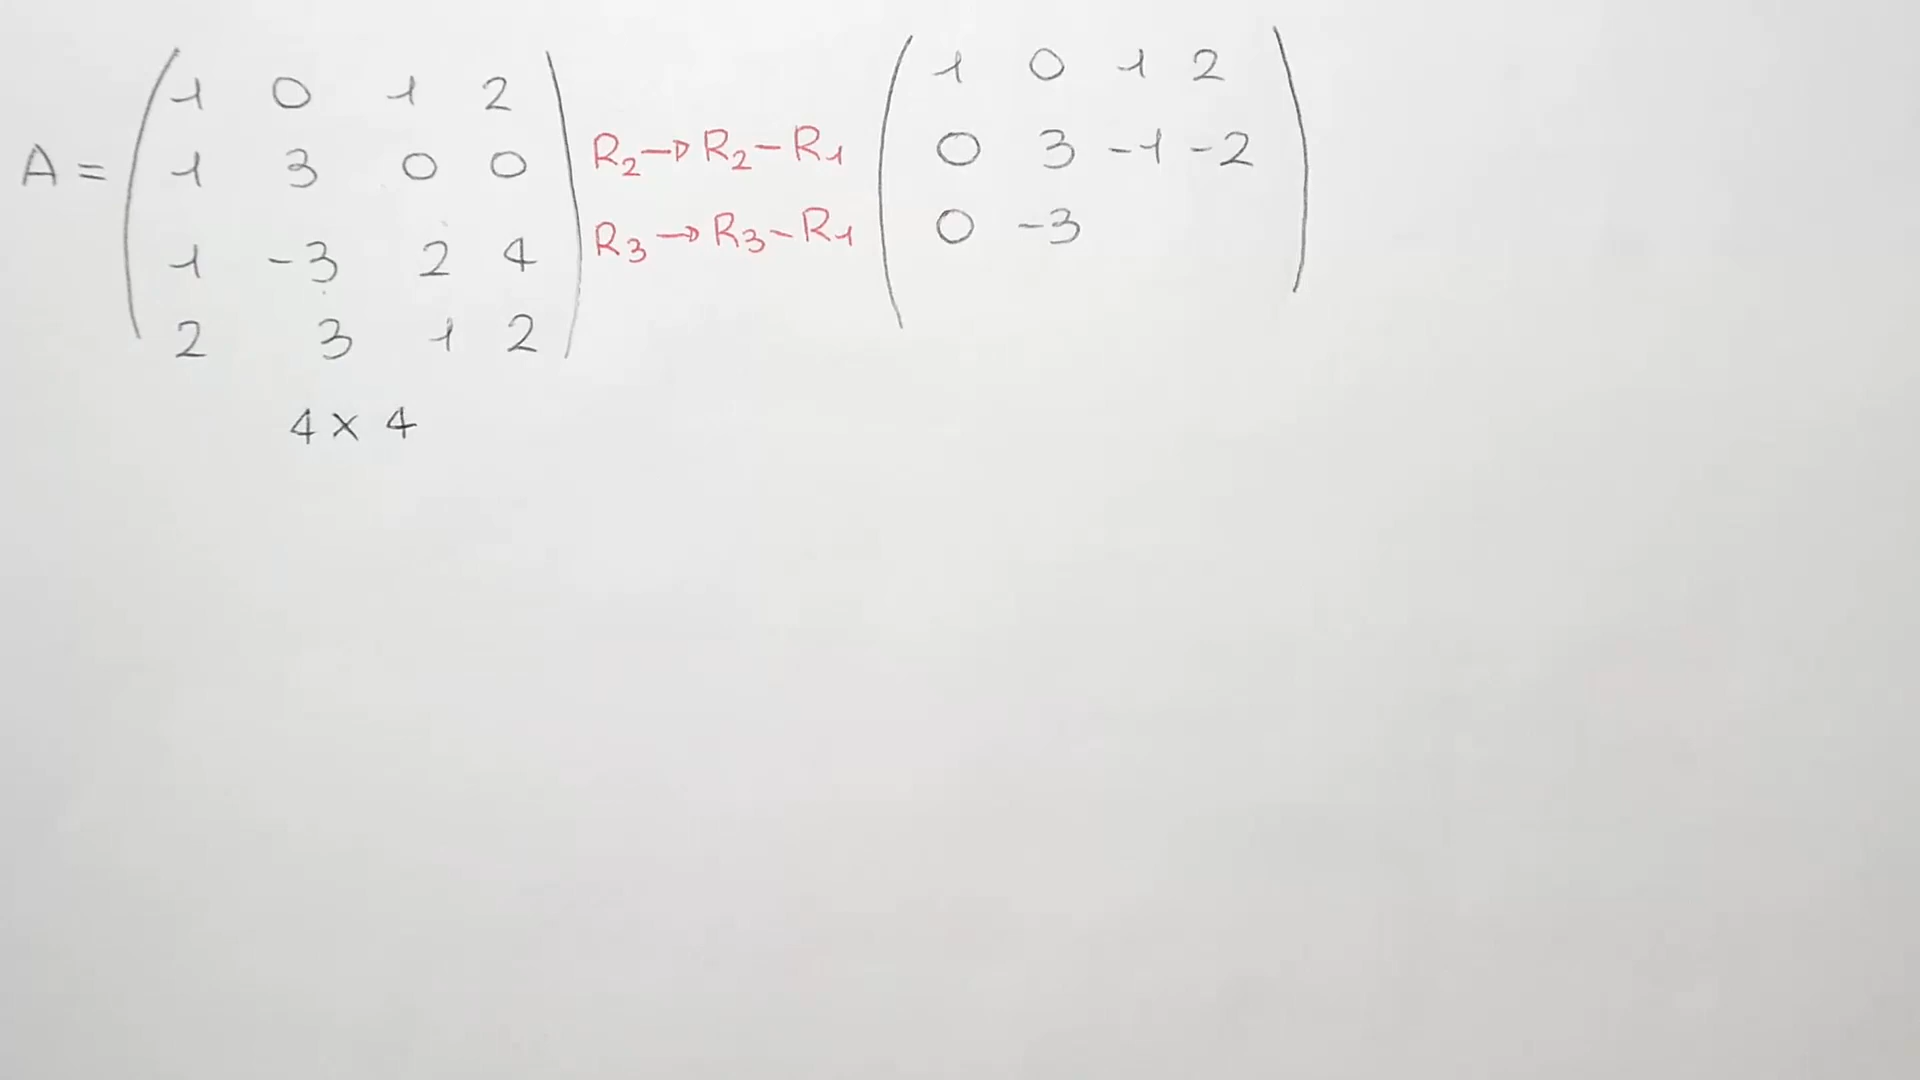 A = ( 1 0 1 2
1 3 0 0
1 -3 2 4
2 3 1 2 )
4 × 4
R2 → R2 - R1
R3 → R3 - R1
( 1 0 1 2
0 3 -1 -2
0 -3 )